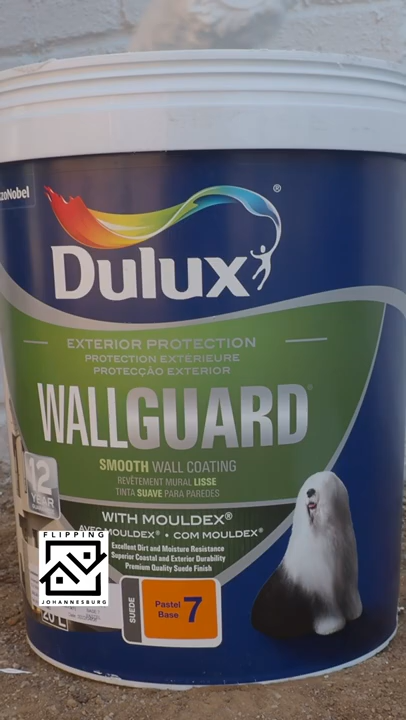 zoNobel
®
Dulux
EXTERIOR PROTECTION
PROTECTION EXTÉRIEURE
PROTECÇÃO EXTERIOR
WALLGUARD®
SMOOTH WALL COATING
REVÊTEMENT MURAL LISSE
TINTA SUAVE PARA PAREDES
12
YEAR
WITH MOULDEX®
AVEC MOULDEX® • COM MOULDEX®
Excellent Dirt and Moisture Resistance
Superior Coastal and Exterior Durability
Premium Quality Suede Finish
FLIPPING
JOHANNESBURG
20 L
SUEDE
Pastel
Base
7